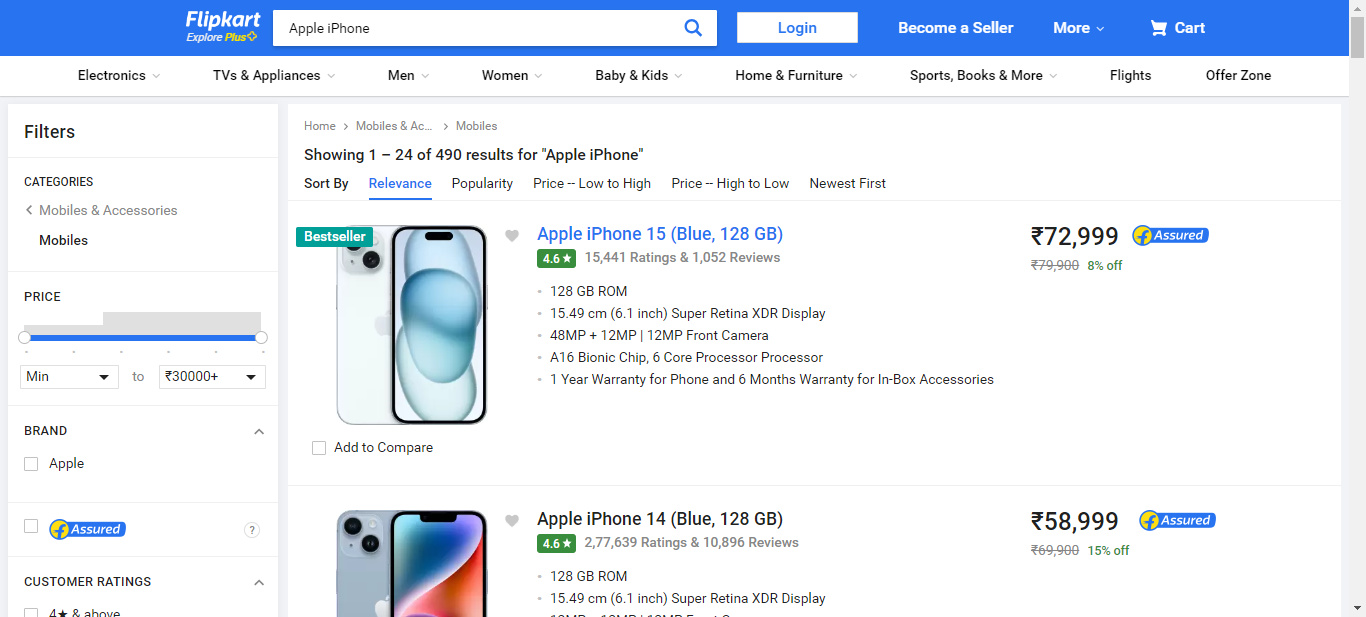 Flipkart
Explore Plus
Apple iPhone
Login
Become a Seller
More
Cart
Electronics
TVs & Appliances
Men
Women
Baby & Kids
Home & Furniture
Sports, Books & More
Flights
Offer Zone
Filters
CATEGORIES
Mobiles & Accessories
Mobiles
PRICE
Min
to
₹30000+
BRAND
Apple
Assured
?
CUSTOMER RATINGS
4★ & above
Home
Mobiles & Ac...
Mobiles
Showing 1 – 24 of 490 results for "Apple iPhone"
Sort By
Relevance
Popularity
Price -- Low to High
Price -- High to Low
Newest First
Bestseller
Apple iPhone 15 (Blue, 128 GB)
4.6 ★
15,441 Ratings & 1,052 Reviews
128 GB ROM
15.49 cm (6.1 inch) Super Retina XDR Display
48MP + 12MP | 12MP Front Camera
A16 Bionic Chip, 6 Core Processor Processor
1 Year Warranty for Phone and 6 Months Warranty for In-Box Accessories
₹72,999
Assured
₹79,900
8% off
Add to Compare
Apple iPhone 14 (Blue, 128 GB)
4.6 ★
2,77,639 Ratings & 10,896 Reviews
128 GB ROM
15.49 cm (6.1 inch) Super Retina XDR Display
₹58,999
Assured
₹69,900
15% off